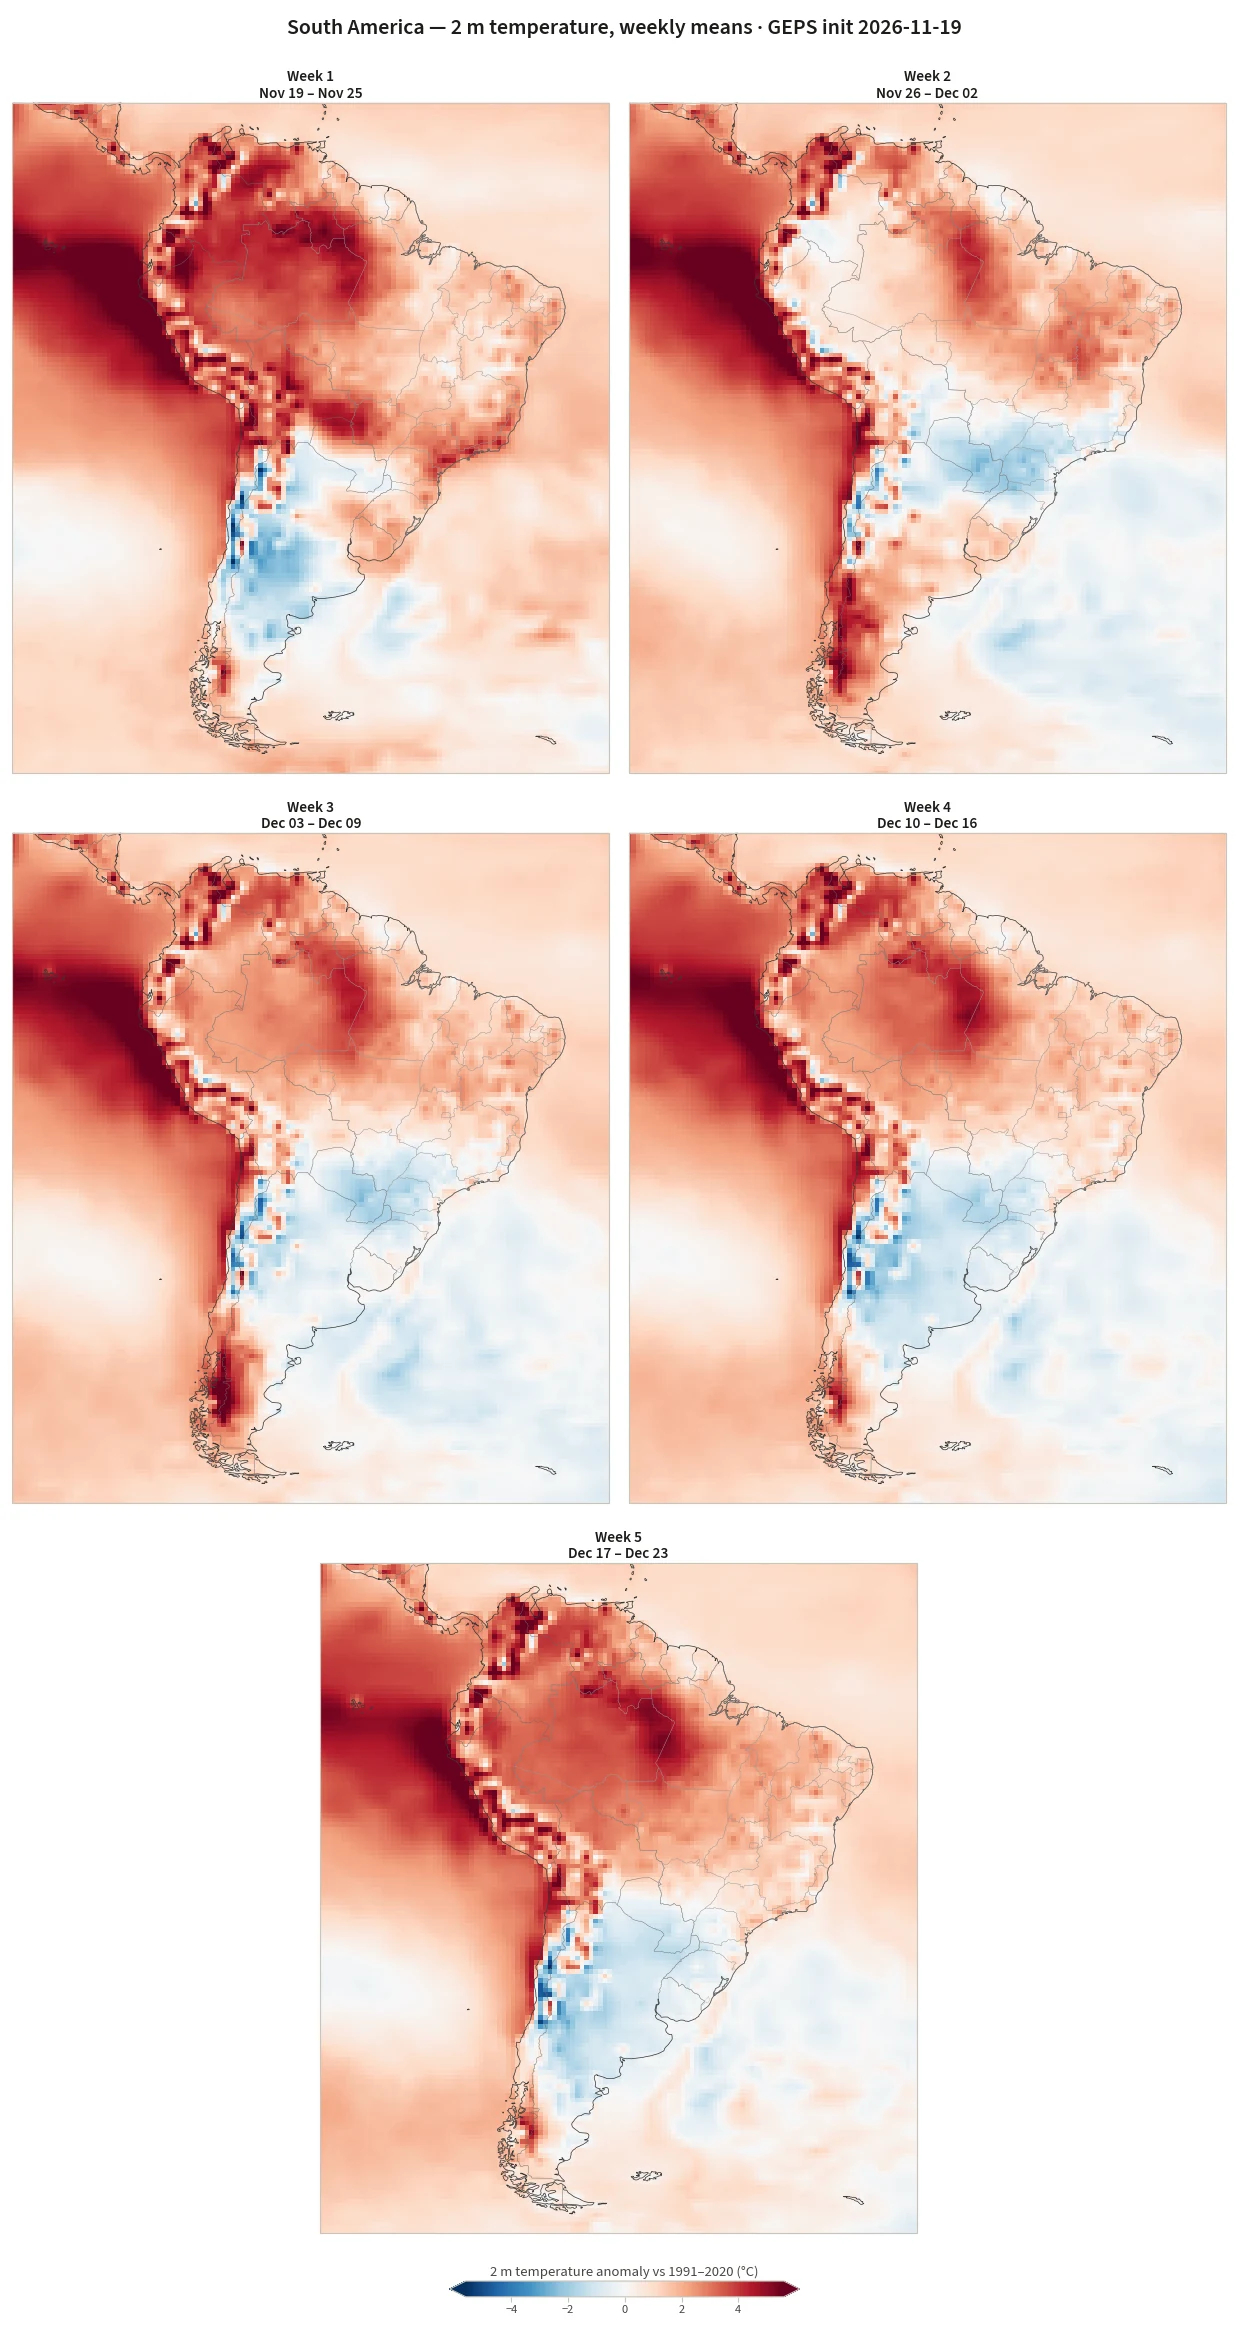 South America — 2 m temperature, weekly means · GEPS init 2026-11-19
Week 1
Nov 19 – Nov 25
Week 2
Nov 26 – Dec 02
Week 3
Dec 03 – Dec 09
Week 4
Dec 10 – Dec 16
Week 5
Dec 17 – Dec 23
2 m temperature anomaly vs 1991–2020 (°C)
−4 −2 0 2 4